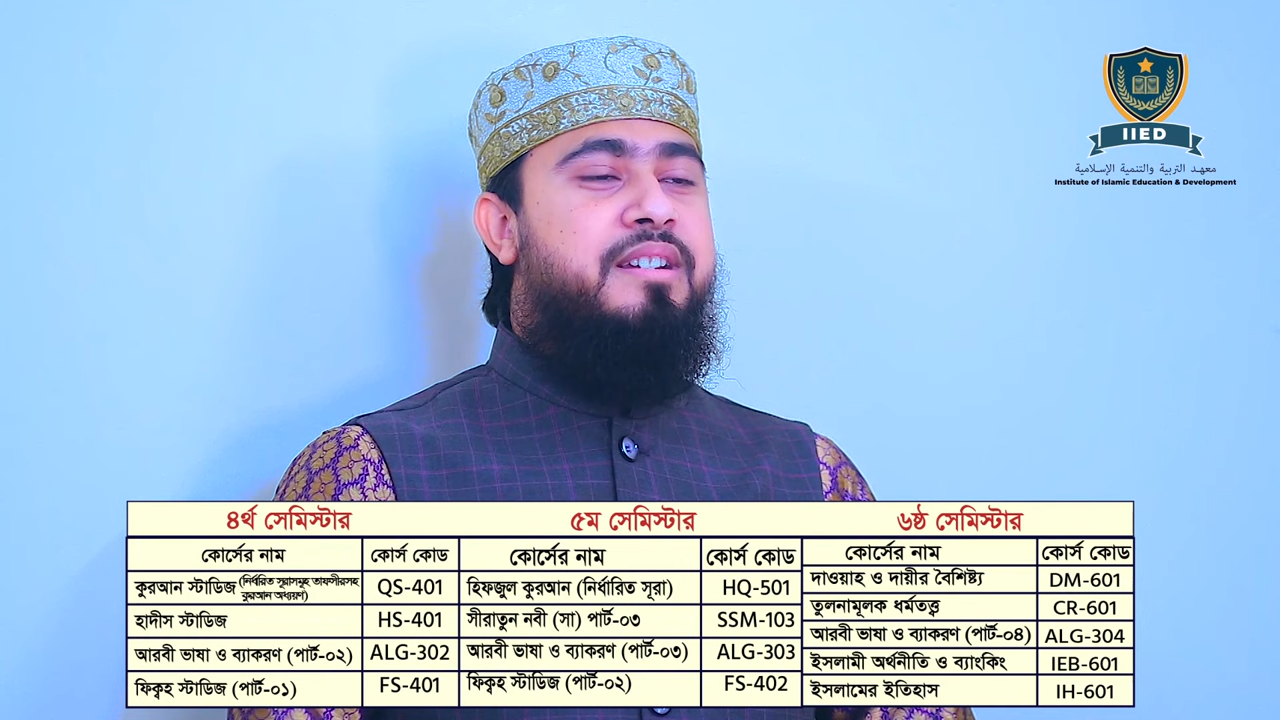 IIED
معهد التربية والتنمية الإسلامية
Institute of Islamic Education & Development
৪র্থ সেমিস্টার ৫ম সেমিস্টার ৬ষ্ঠ সেমিস্টার
কোর্সের নাম কোর্স কোড কোর্সের নাম কোর্স কোড কোর্সের নাম কোর্স কোড
কুরআন স্টাডিজ (নির্ধারিত সূরাসমূহ তাফসীরসহ কুরআন অধ্যয়ণ) QS-401 হিফজুল কুরআন (নির্ধারিত সূরা) HQ-501 দাওয়াহ ও দায়ীর বৈশিষ্ট্য DM-601
তুলনামূলক ধর্মতত্ত্ব CR-601
হাদীস স্টাডিজ HS-401 সীরাতুন নবী (সা) পার্ট-০৩ SSM-103
আরবী ভাষা ও ব্যাকরণ (পার্ট-০৪) ALG-304
আরবী ভাষা ও ব্যাকরণ (পার্ট-০২) ALG-302 আরবী ভাষা ও ব্যাকরণ (পার্ট-০৩) ALG-303
ইসলামী অর্থনীতি ও ব্যাংকিং IEB-601
ফিক্বহ স্টাডিজ (পার্ট-০১) FS-401 ফিক্বহ স্টাডিজ (পার্ট-০২) FS-402
ইসলামের ইতিহাস IH-601